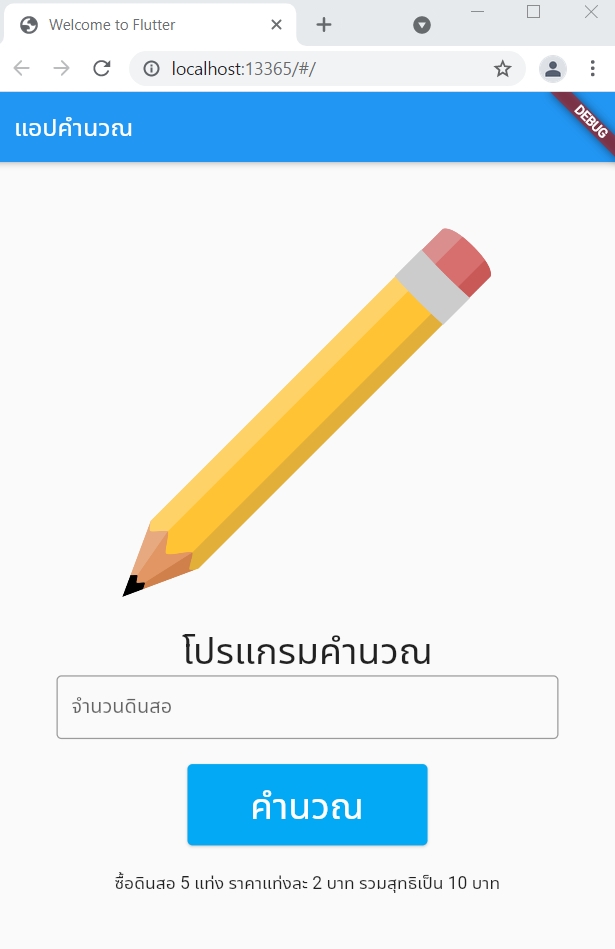 Welcome to Flutter
localhost:13365/#/
แอปคำนวณ
DEBUG
โปรแกรมคำนวณ
จำนวนดินสอ
คำนวณ
ซื้อดินสอ 5 แท่ง ราคาแท่งละ 2 บาท รวมสุทธิเป็น 10 บาท